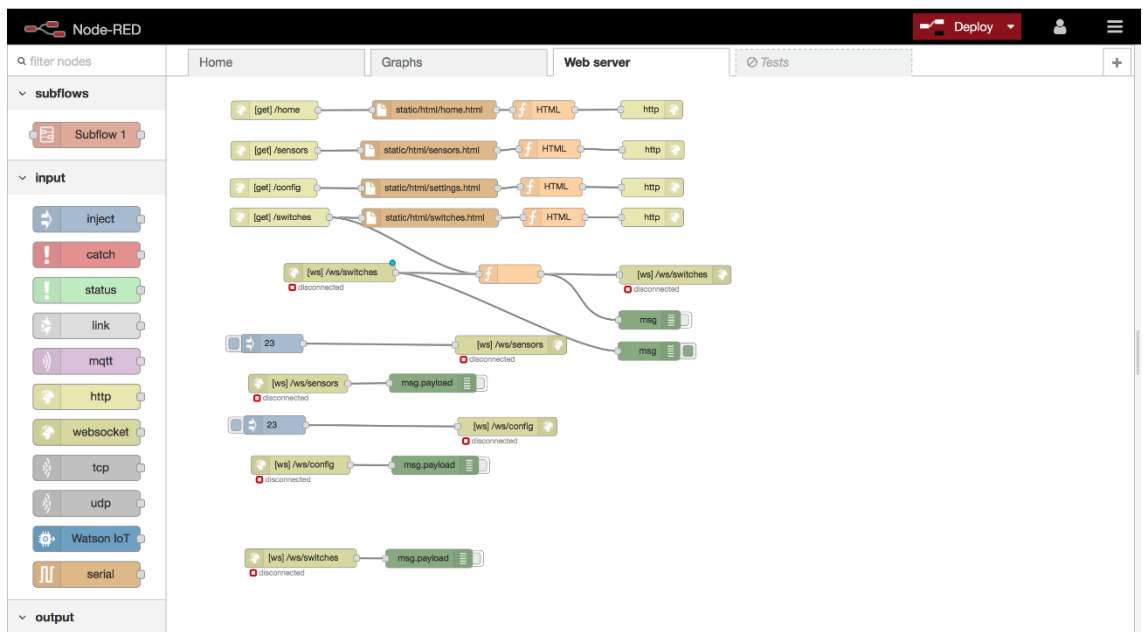 Node-RED
Deploy
filter nodes
Home
Graphs
Web server
Tests
subflows
Subflow 1
input
inject
catch
status
link
mqtt
http
websocket
tcp
udp
Watson IoT
serial
output
[get] /home
static/html/home.html
HTML
http
[get] /sensors
static/html/sensors.html
HTML
http
[get] /config
static/html/settings.html
HTML
http
[get] /switches
static/html/switches.html
HTML
http
[ws] /ws/switches
disconnected
[ws] /ws/switches
disconnected
msg
23
[ws] /ws/sensors
disconnected
msg
[ws] /ws/sensors
disconnected
msg.payload
23
[ws] /ws/config
disconnected
[ws] /ws/config
disconnected
msg.payload
[ws] /ws/switches
disconnected
msg.payload